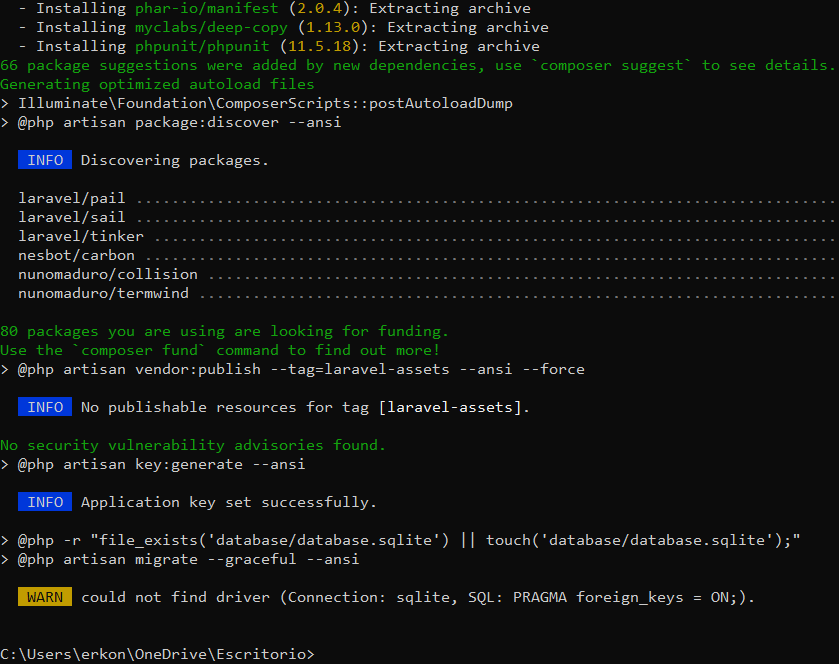 - Installing phar-io/manifest (2.0.4): Extracting archive
- Installing myclabs/deep-copy (1.13.0): Extracting archive
- Installing phpunit/phpunit (11.5.18): Extracting archive
66 package suggestions were added by new dependencies, use `composer suggest` to see details.
Generating optimized autoload files
> Illuminate\Foundation\ComposerScripts::postAutoloadDump
> @php artisan package:discover --ansi
INFO Discovering packages.
laravel/pail ..............................................................................
laravel/sail ..............................................................................
laravel/tinker ............................................................................
nesbot/carbon .............................................................................
nunomaduro/collision ......................................................................
nunomaduro/termwind .......................................................................
80 packages you are using are looking for funding.
Use the `composer fund` command to find out more!
> @php artisan vendor:publish --tag=laravel-assets --ansi --force
INFO No publishable resources for tag [laravel-assets].
No security vulnerability advisories found.
> @php artisan key:generate --ansi
INFO Application key set successfully.
> @php -r "file_exists('database/database.sqlite') || touch('database/database.sqlite');"
> @php artisan migrate --graceful --ansi
WARN could not find driver (Connection: sqlite, SQL: PRAGMA foreign_keys = ON;).
C:\Users\erkon\OneDrive\Escritorio>